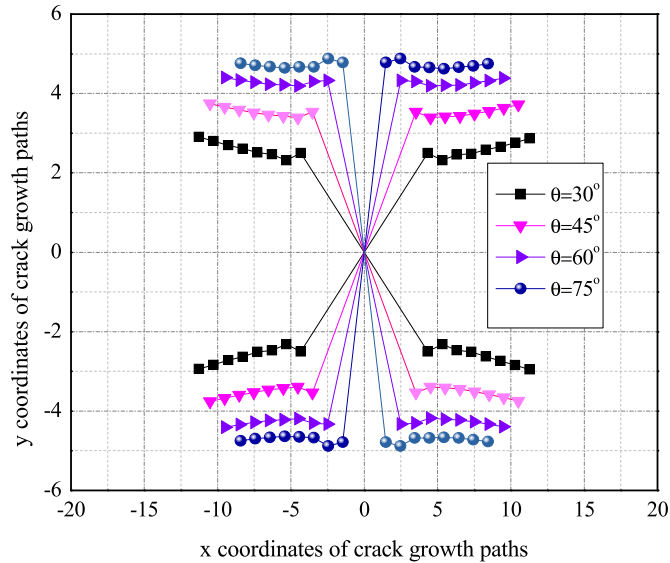 6
4
2
0
-2
-4
-6
y coordinates of crack growth paths
θ=30°
θ=45°
θ=60°
θ=75°
-20 -15 -10 -5 0 5 10 15 20
x coordinates of crack growth paths